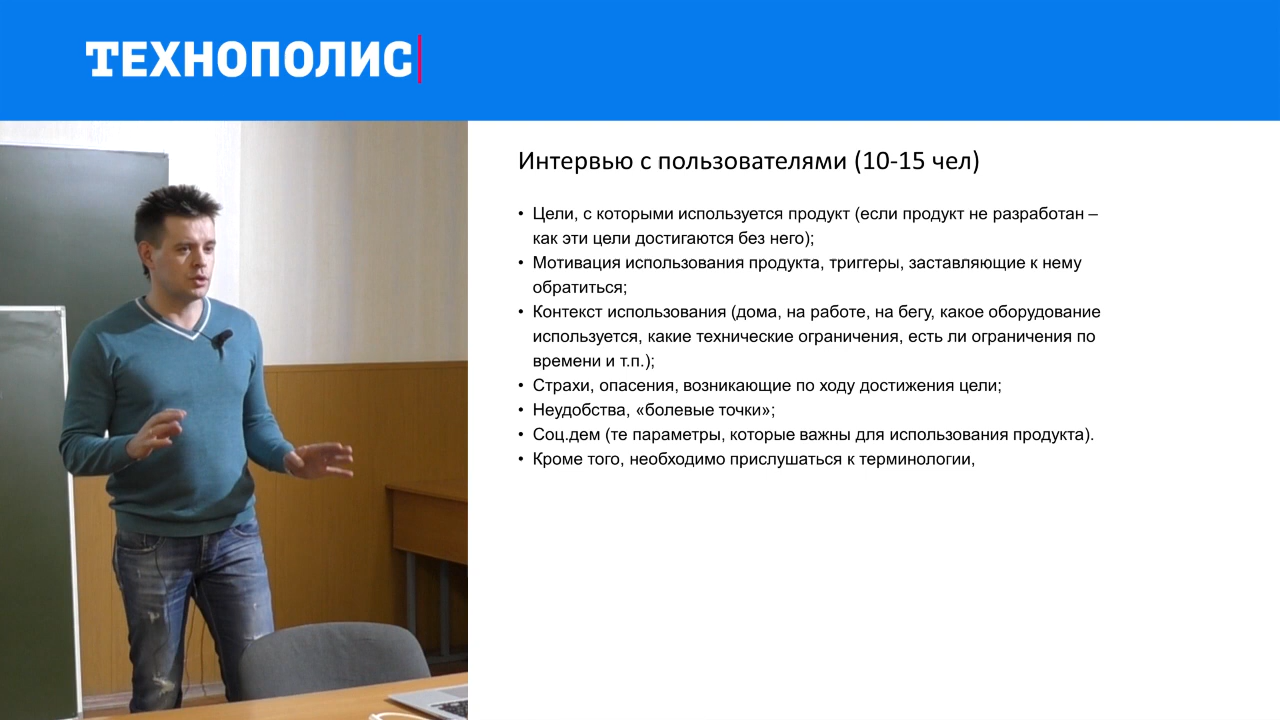 ТЕХНОПОЛИС
Интервью с пользователями (10-15 чел)
• Цели, с которыми используется продукт (если продукт не разработан –
как эти цели достигаются без него);
• Мотивация использования продукта, триггеры, заставляющие к нему
обратиться;
• Контекст использования (дома, на работе, на бегу, какое оборудование
используется, какие технические ограничения, есть ли ограничения по
времени и т.п.);
• Страхи, опасения, возникающие по ходу достижения цели;
• Неудобства, «болевые точки»;
• Соц.дем (те параметры, которые важны для использования продукта).
• Кроме того, необходимо прислушаться к терминологии,